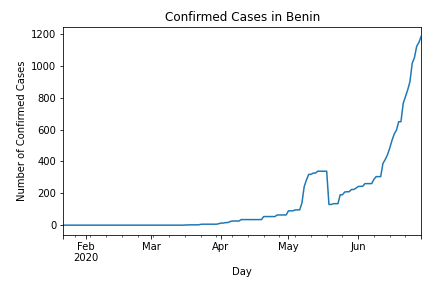 Confirmed Cases in Benin
Number of Confirmed Cases
1200
1000
800
600
400
200
0
Feb
2020
Mar
Apr
May
Jun
Day